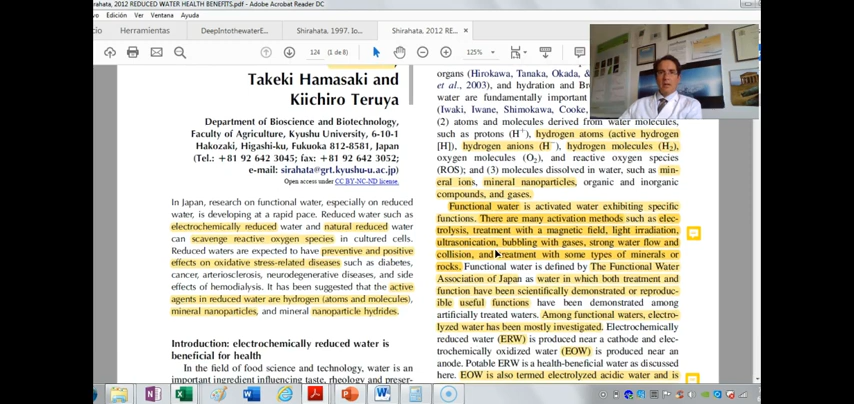 , 2012 REDUCED WATER HEALTH BENEFITS.pdf - Adobe Acrobat Reader DC
Edición Ver Ventana Ayuda
Herramientas DeepIntothewaterE... Shirahata, 1997. Io... Shirahata, 2012 RE... ×
124 (1 de 8) 125%
Takeki Hamasaki and
Kiichiro Teruya
Department of Bioscience and Biotechnology,
Faculty of Agriculture, Kyushu University, 6-10-1
Hakozaki, Higashi-ku, Fukuoka 812-8581, Japan
(Tel.: +81 92 642 3045; fax: +81 92 642 3052;
e-mail: sirahata@grt.kyushu-u.ac.jp)
Open access under CC BY-NC-ND license.
In Japan, research on functional water, especially on reduced
water, is developing at a rapid pace. Reduced water such as
electrochemically reduced water and natural reduced water
can scavenge reactive oxygen species in cultured cells.
Reduced waters are expected to have preventive and positive
effects on oxidative stress-related diseases such as diabetes,
cancer, arteriosclerosis, neurodegenerative diseases, and side
effects of hemodialysis. It has been suggested that the active
agents in reduced water are hydrogen (atoms and molecules),
mineral nanoparticles, and mineral nanoparticle hydrides.
Introduction: electrochemically reduced water is
beneficial for health
In the field of food science and technology, water is an
important ingredient influencing taste, rheology and preser-
organs (Hirokawa, Tanaka, Okada, &
et al., 2003), and hydration and Br
water are fundamentally important
(Iwaki, Iwane, Shimokawa, Cooke,
(2) atoms and molecules derived from water molecules,
such as protons (H+), hydrogen atoms (active hydrogen
[H]), hydrogen anions (H−), hydrogen molecules (H2),
oxygen molecules (O2), and reactive oxygen species
(ROS); and (3) molecules dissolved in water, such as min-
eral ions, mineral nanoparticles, organic and inorganic
compounds, and gases.
Functional water is activated water exhibiting specific
functions. There are many activation methods such as elec-
trolysis, treatment with a magnetic field, light irradiation,
ultrasonication, bubbling with gases, strong water flow and
collision, and treatment with some types of minerals or
rocks. Functional water is defined by The Functional Water
Association of Japan as water in which both treatment and
function have been scientifically demonstrated or reproduc-
ible useful functions have been demonstrated among
artificially treated waters. Among functional waters, electro-
lyzed water has been mostly investigated. Electrochemically
reduced water (ERW) is produced near a cathode and elec-
trochemically oxidized water (EOW) is produced near an
anode. Potable ERW is a health-beneficial water as discussed
here. EOW is also termed electrolyzed acidic water and is